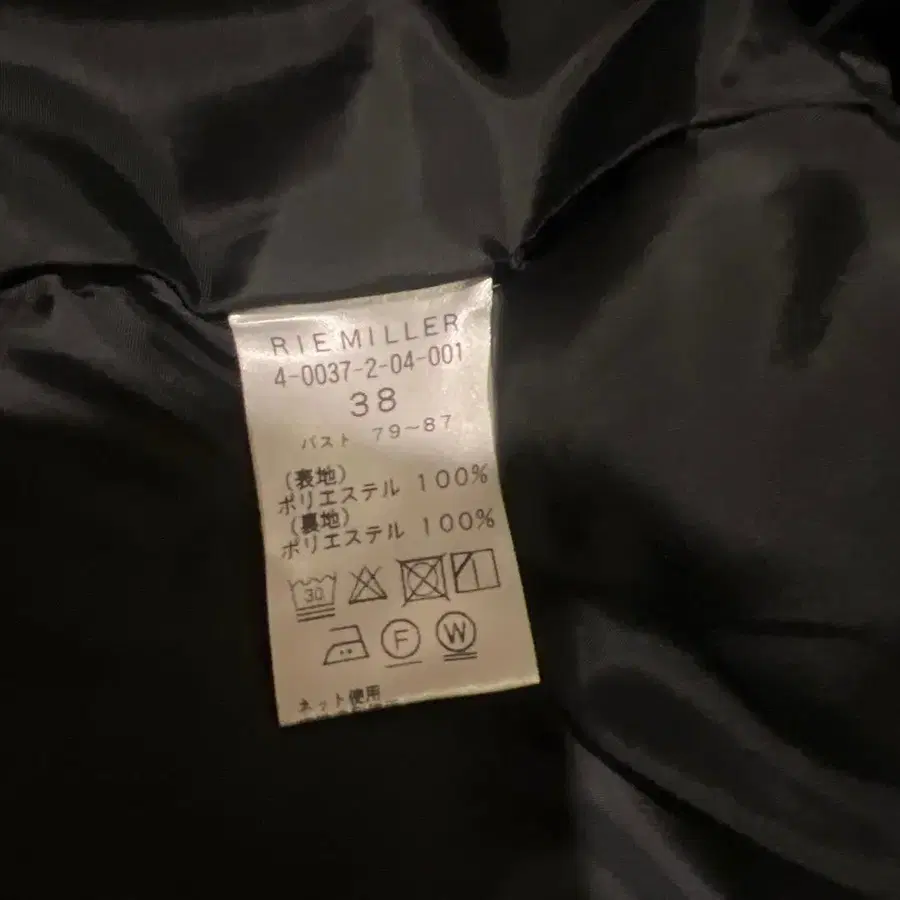 RIEMILLER
4-0037-2-04-001
38
バスト 79~87
(表地)
ポリエステル 100%
(裏地)
ポリエステル 100%
30
F W
ネット使用